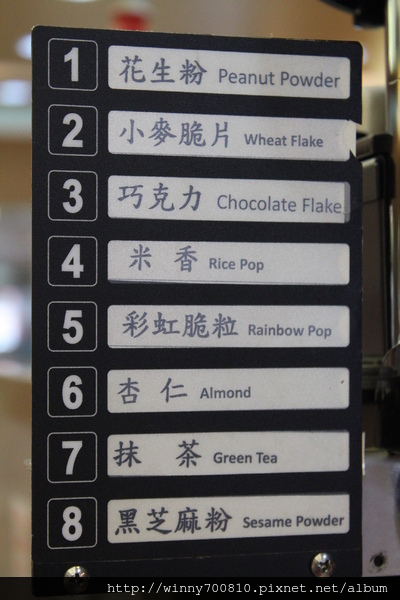 1 花生粉 Peanut Powder
2 小麥脆片 Wheat Flake
3 巧克力 Chocolate Flake
4 米香 Rice Pop
5 彩虹脆粒 Rainbow Pop
6 杏仁 Almond
7 抹茶 Green Tea
8 黑芝麻粉 Sesame Powder
http://winny700810.pixnet.net/album